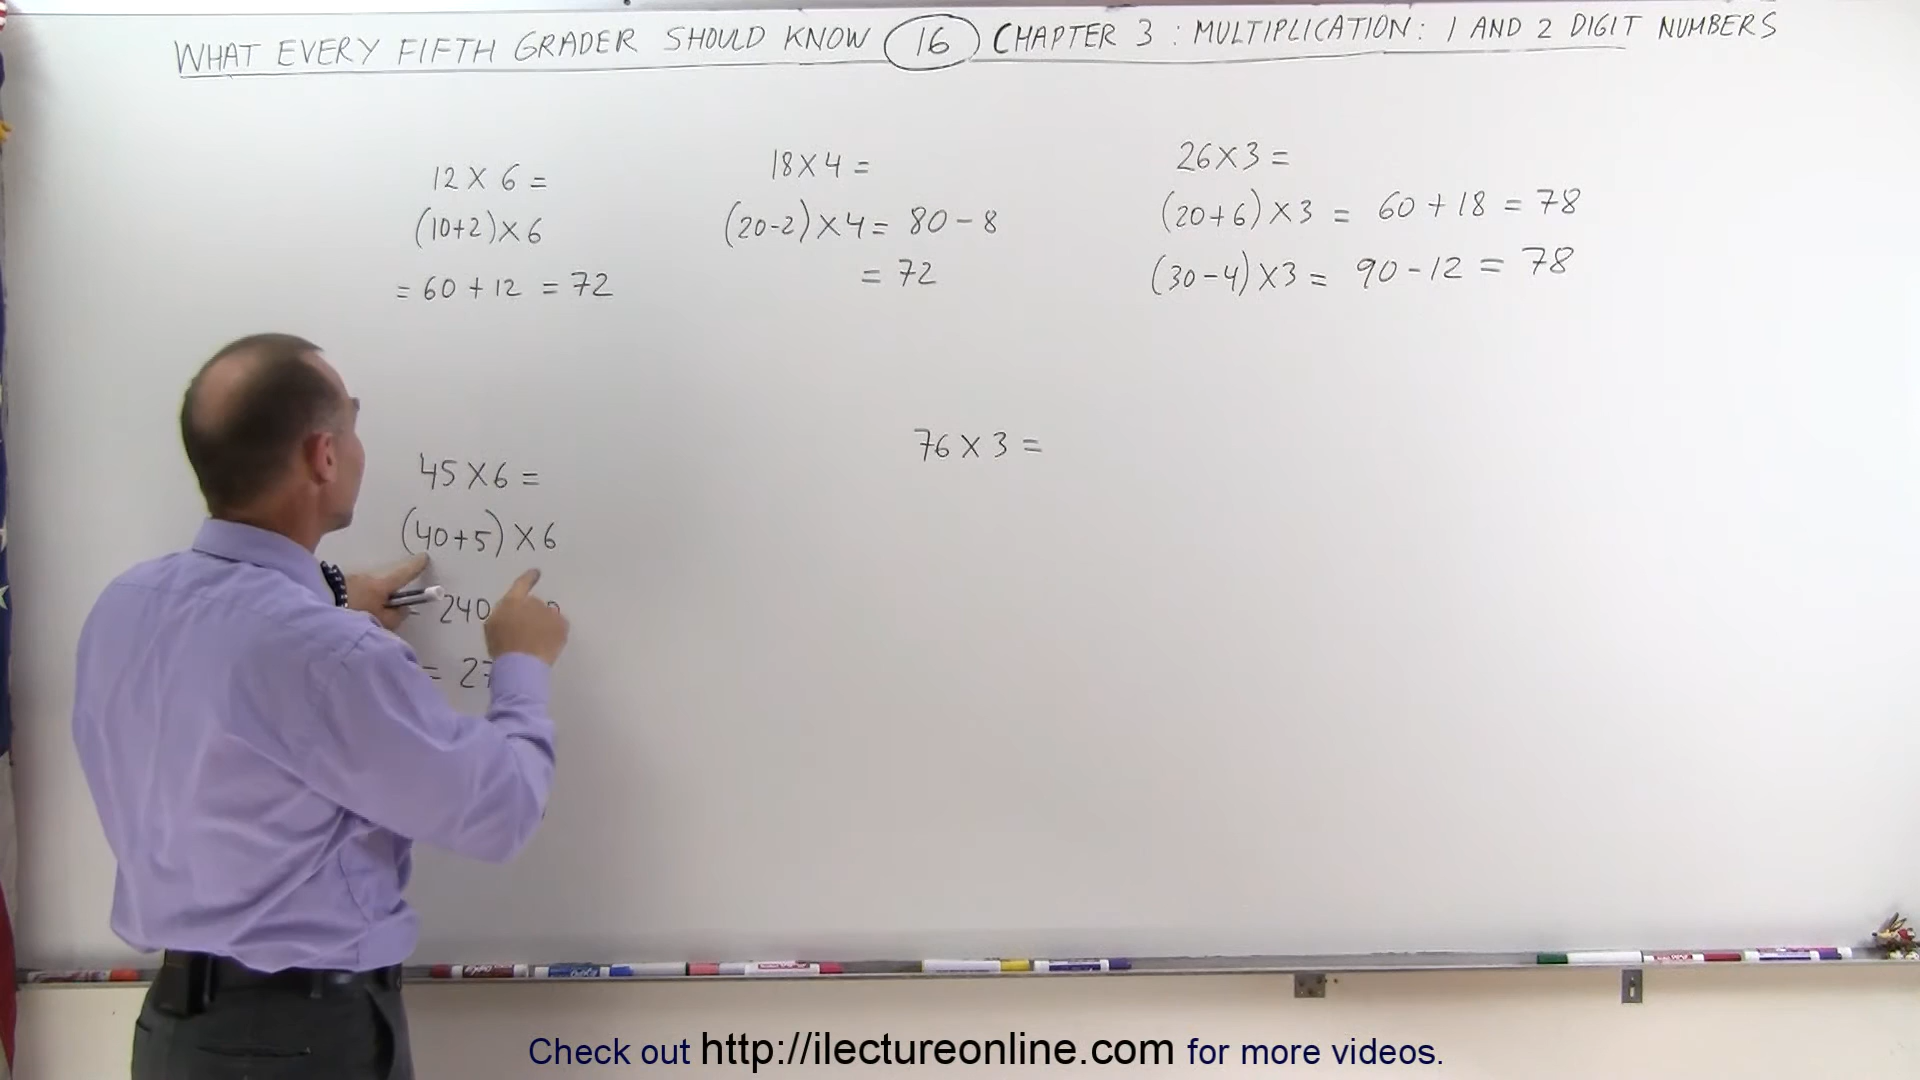 WHAT EVERY FIFTH GRADER SHOULD KNOW 16 CHAPTER 3 : MULTIPLICATION : 1 AND 2 DIGIT NUMBERS
12 X 6 =
(10+2) X 6
= 60 + 12 = 72
18 X 4 =
(20-2) X 4 = 80 - 8
= 72
26 X 3 =
(20+6) X 3 = 60 + 18 = 78
(30-4) X 3 = 90 - 12 = 78
45 X 6 =
(40+5) X 6
= 240
= 27
76 X 3 =
Check out http://ilectureonline.com for more videos.